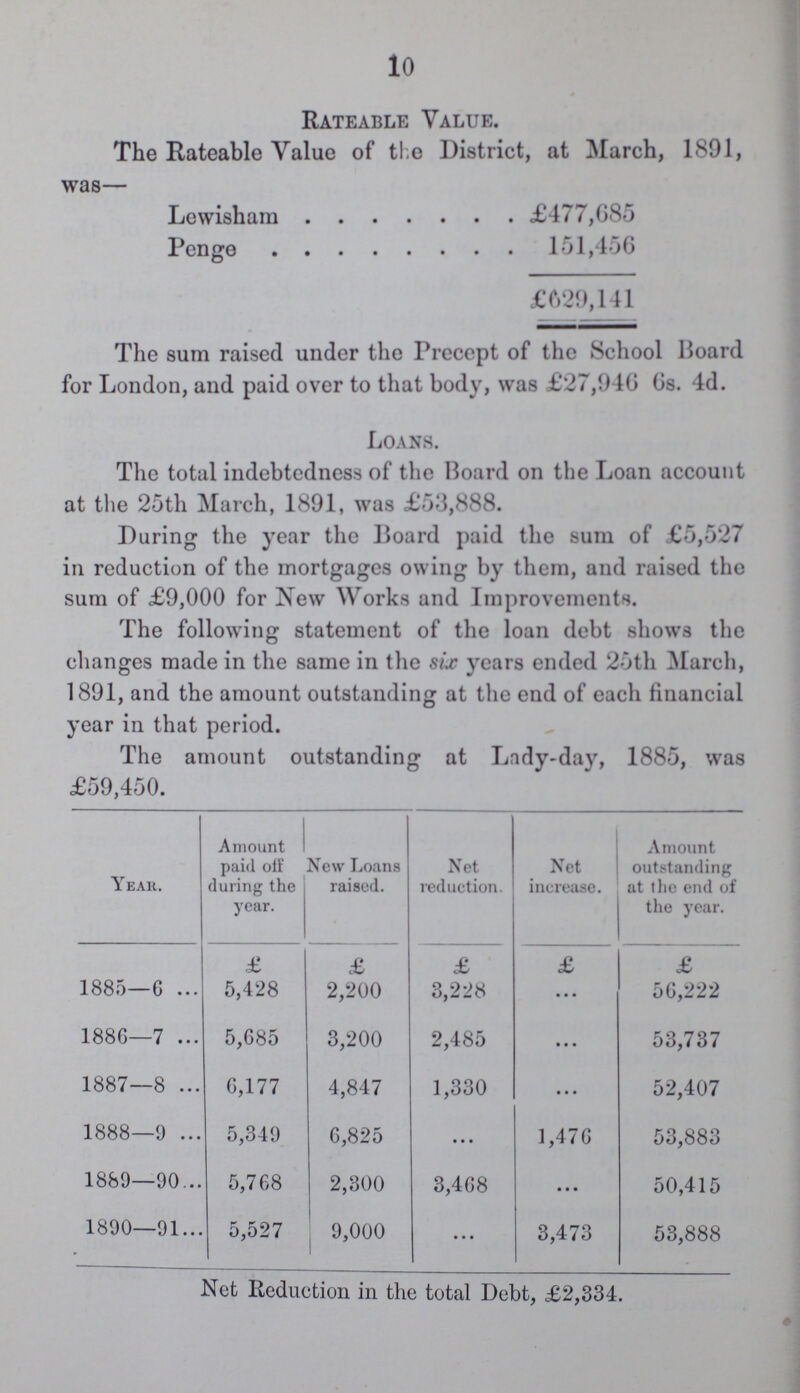 10
RATEABLE VALUE.
The Rateable Value of the District, at March, 1891,
was—
Lewisham . . . . . . . £477,685
Penge . . . . . . . . 151,456
£629,141
The sum raised under the Precept of the School Board
for London, and paid over to that body, was £27,946 6s. 4d.
LOANS.
The total indebtedness of the Board on the Loan account
at the 25th March, 1891, was £53,888.
During the year the Board paid the sum of £5,527
in reduction of the mortgages owing by them, and raised the
sum of £9,000 for New Works and Improvements.
The following statement of the loan debt shows the
changes made in the same in the six years ended 25th March,
1891, and the amount outstanding at the end of each financial
year in that period.
The amount outstanding at Lady-day, 1885, was
£59,450.
YEAR. | Amount paid off during the year. | New Loans raised. | Net reduction. | Net increase. | Amount outstanding at the end of the year.
£ £ £ £ £
1885—6 ... 5,428 2,200 3,228 ... 56,222
1886—7 ... 5,685 3,200 2,485 ... 53,737
1887—8 ... 6,177 4,847 1,330 ... 52,407
1888—9 ... 5,349 6,825 ... 1,476 53,883
1889—90... 5,768 2,300 3,468 ... 50,415
1890—91... 5,527 9,000 ... 3,473 53,888
Net Reduction in the total Debt, £2,334.